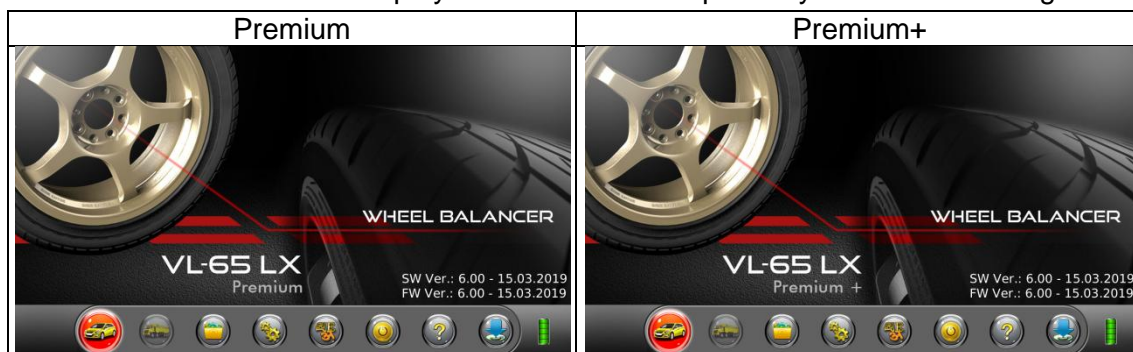 Premium
Premium+
WHEEL BALANCER
VL-65 LX
Premium
SW Ver.: 6.00 - 15.03.2019
FW Ver.: 6.00 - 15.03.2019
?
WHEEL BALANCER
VL-65 LX
Premium +
SW Ver.: 6.00 - 15.03.2019
FW Ver.: 6.00 - 15.03.2019
?